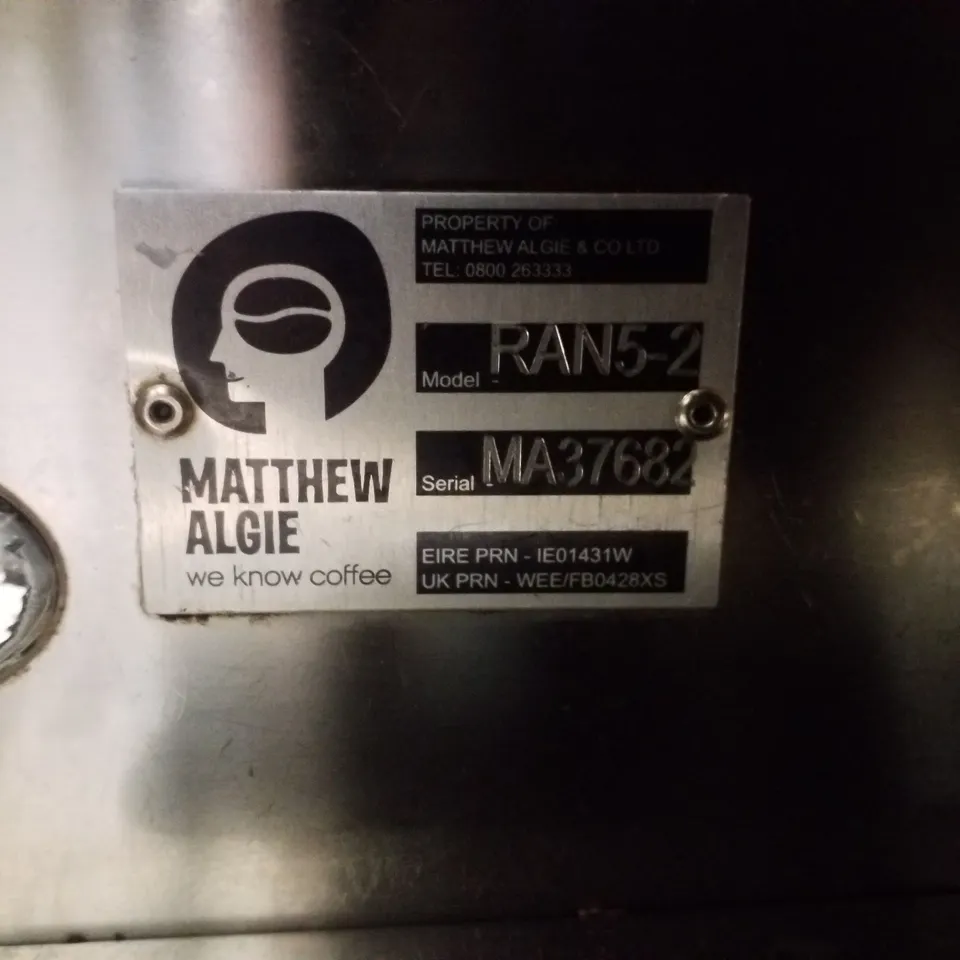 MATTHEW
ALGIE
we know coffee
PROPERTY OF
MATTHEW ALGIE & CO LTD
TEL: 0800 263333
Model - RAN5-2
Serial - MA37682
EIRE PRN - IE01431W
UK PRN - WEE/FB0428XS